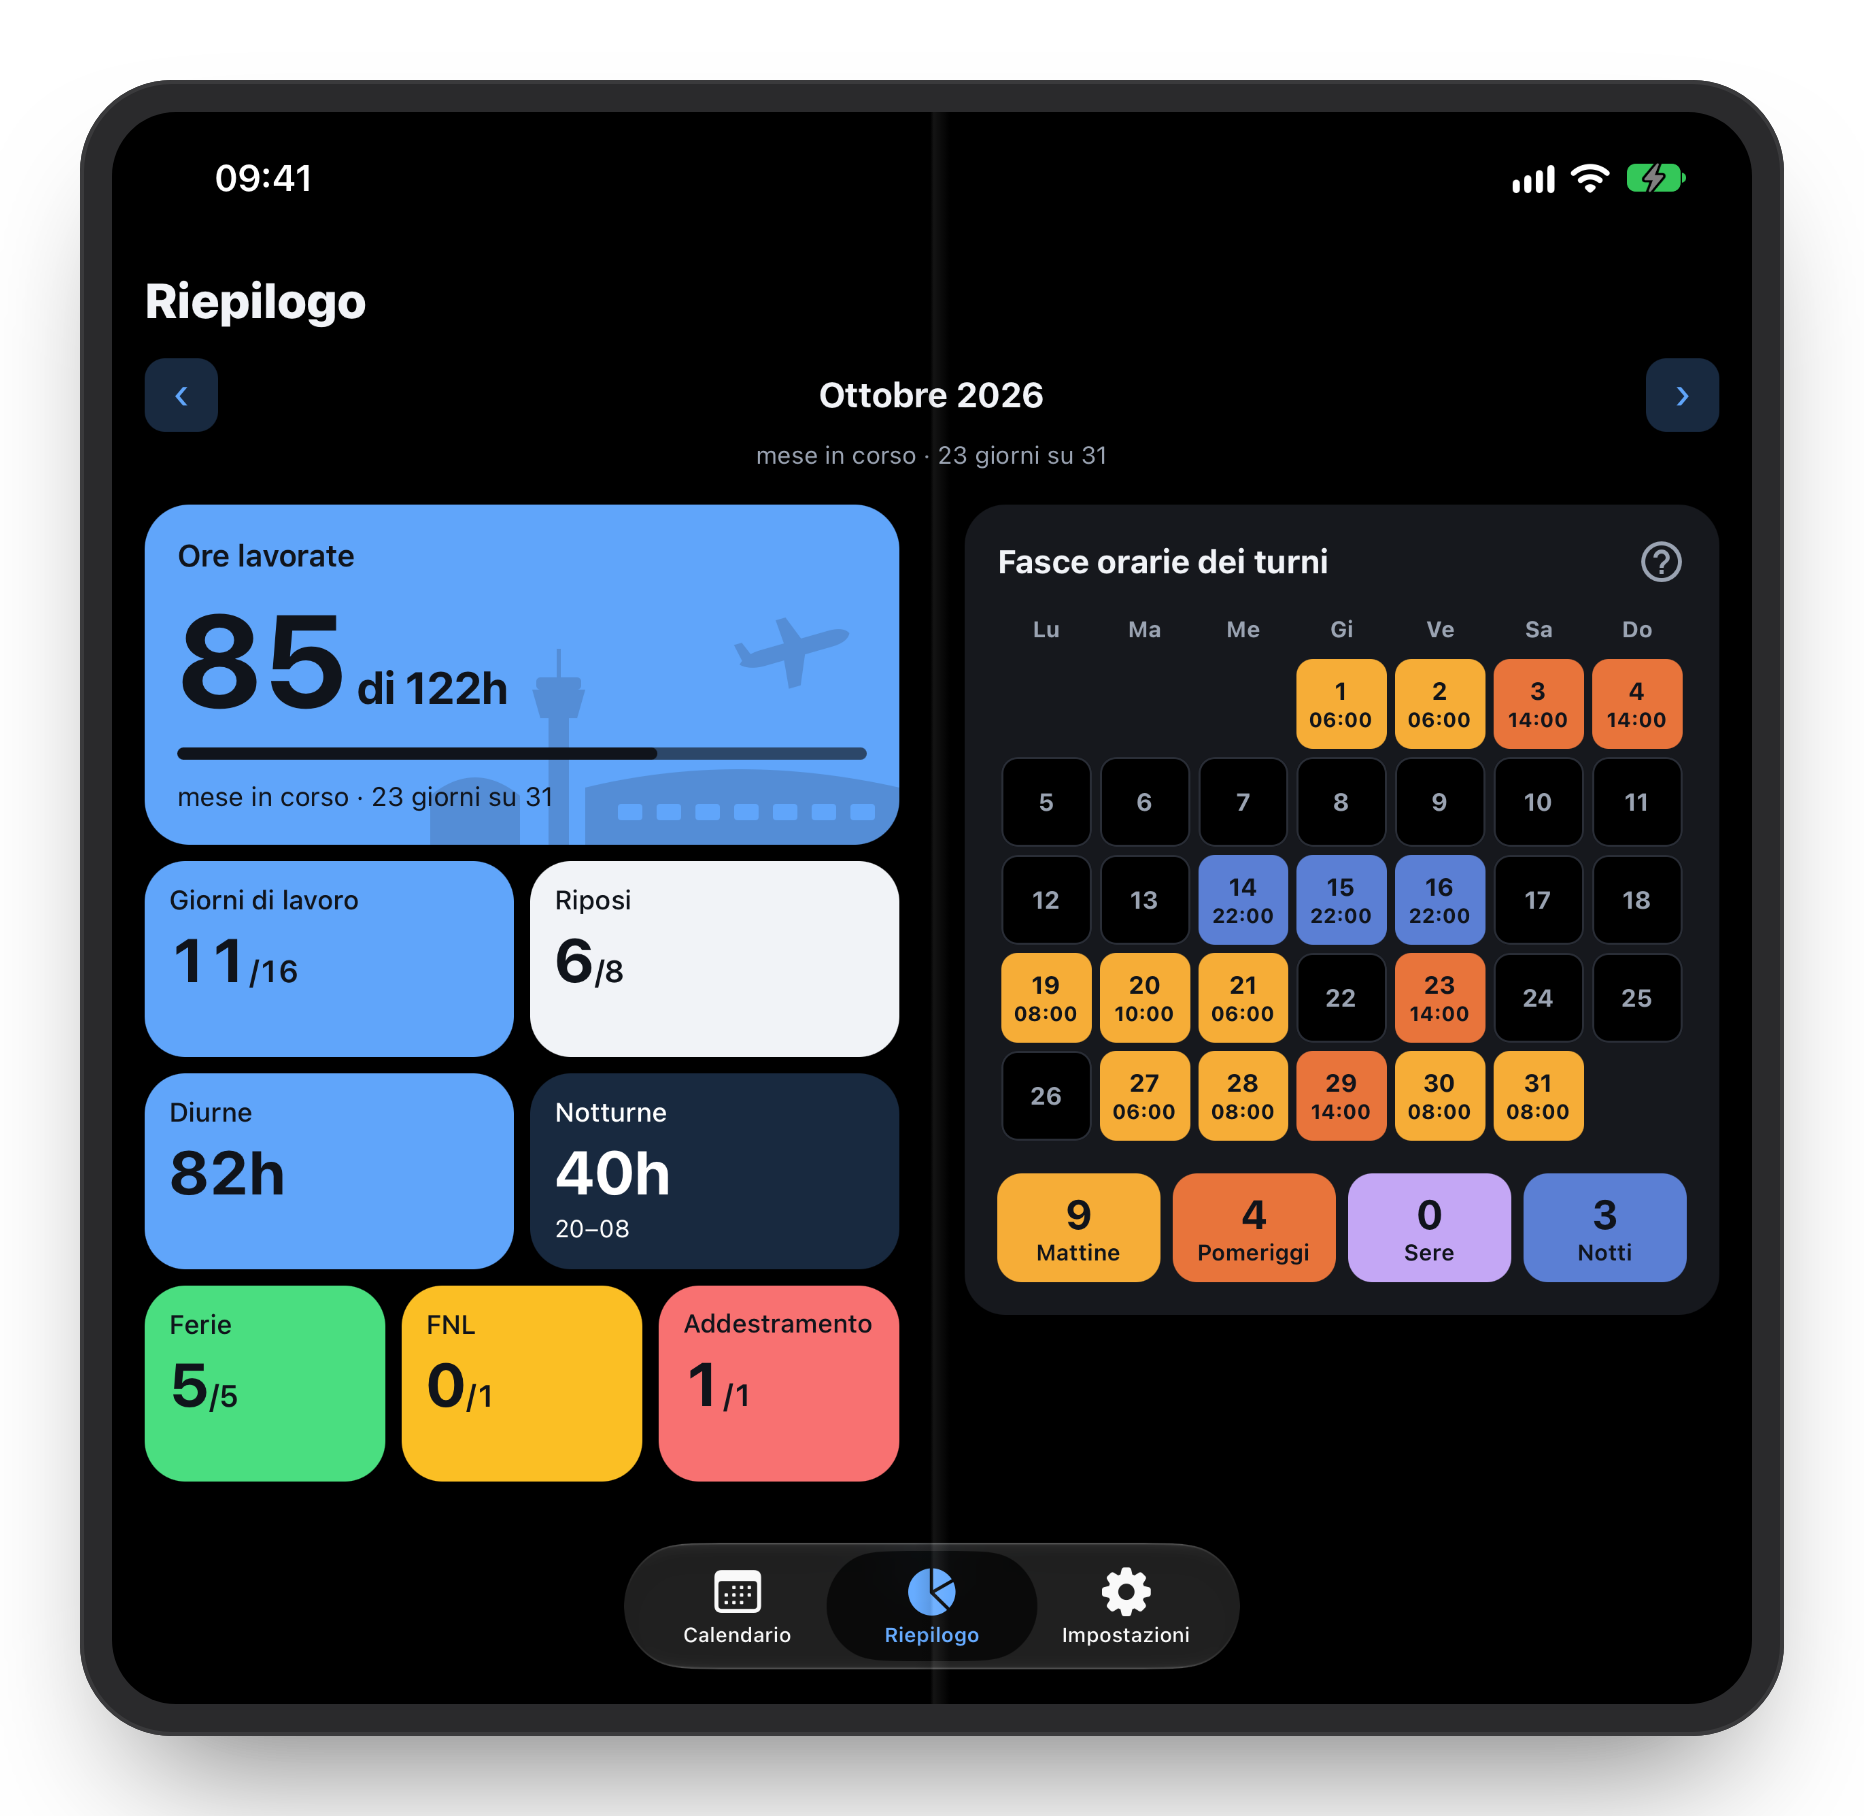 09:41
Riepilogo
‹
Ottobre 2026
›
mese in corso · 23 giorni su 31
Ore lavorate
85 di 122h
mese in corso · 23 giorni su 31
Giorni di lavoro
11/16
Riposi
6/8
Diurne
82h
Notturne
40h
20–08
Ferie
5/5
FNL
0/1
Addestramento
1/1
Fasce orarie dei turni
?
Lu Ma Me Gi Ve Sa Do
1 2 3 4
06:00 06:00 14:00 14:00
5 6 7 8 9 10 11
12 13 14 15 16 17 18
22:00 22:00 22:00
19 20 21 22 23 24 25
08:00 10:00 06:00 14:00
26 27 28 29 30 31
06:00 08:00 14:00 08:00 08:00
9 4 0 3
Mattine Pomeriggi Sere Notti
Calendario Riepilogo Impostazioni